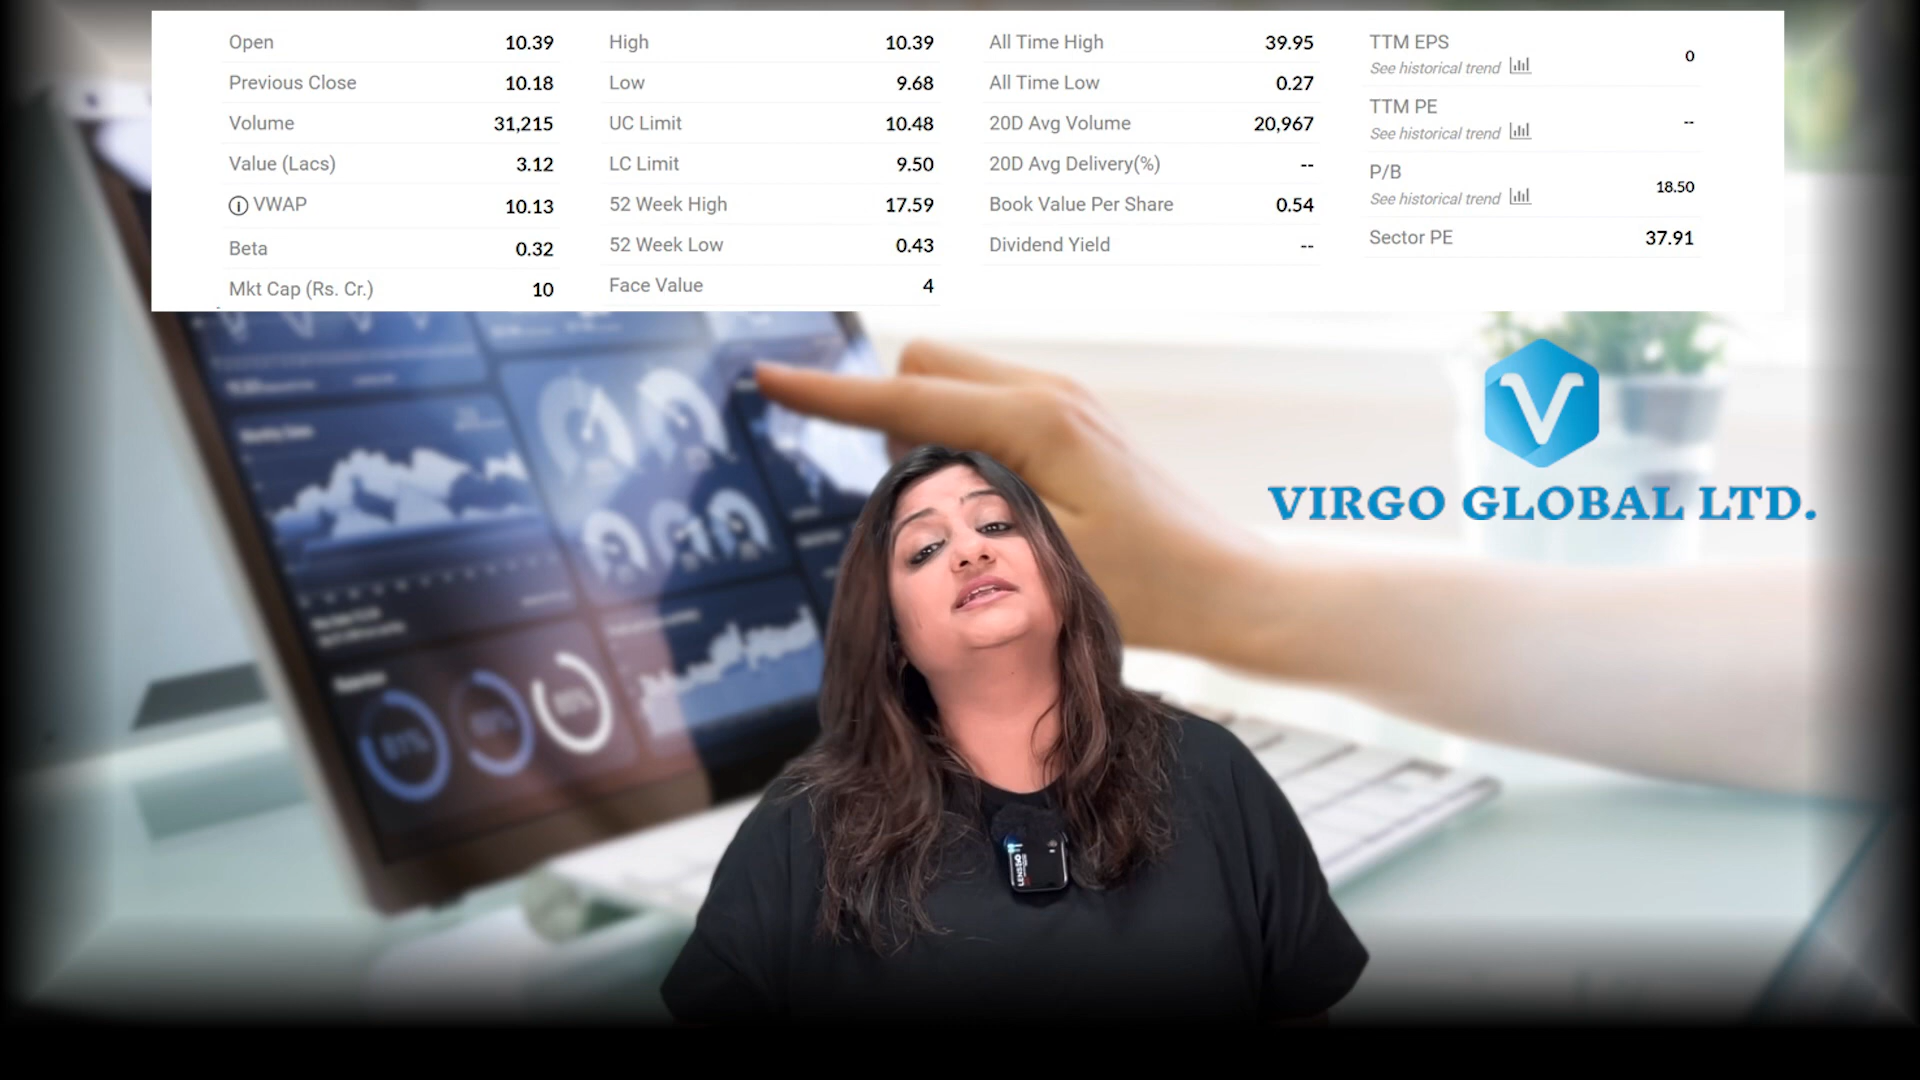 Open 10.39
Previous Close 10.18
Volume 31,215
Value (Lacs) 3.12
VWAP 10.13
Beta 0.32
Mkt Cap (Rs. Cr.) 10
High 10.39
Low 9.68
UC Limit 10.48
LC Limit 9.50
52 Week High 17.59
52 Week Low 0.43
Face Value 4
All Time High 39.95
All Time Low 0.27
20D Avg Volume 20,967
20D Avg Delivery(%) --
Book Value Per Share 0.54
Dividend Yield --
TTM EPS 0
See historical trend
TTM PE --
See historical trend
P/B 18.50
See historical trend
Sector PE 37.91
V
VIRGO GLOBAL LTD.
81%
LENSGO